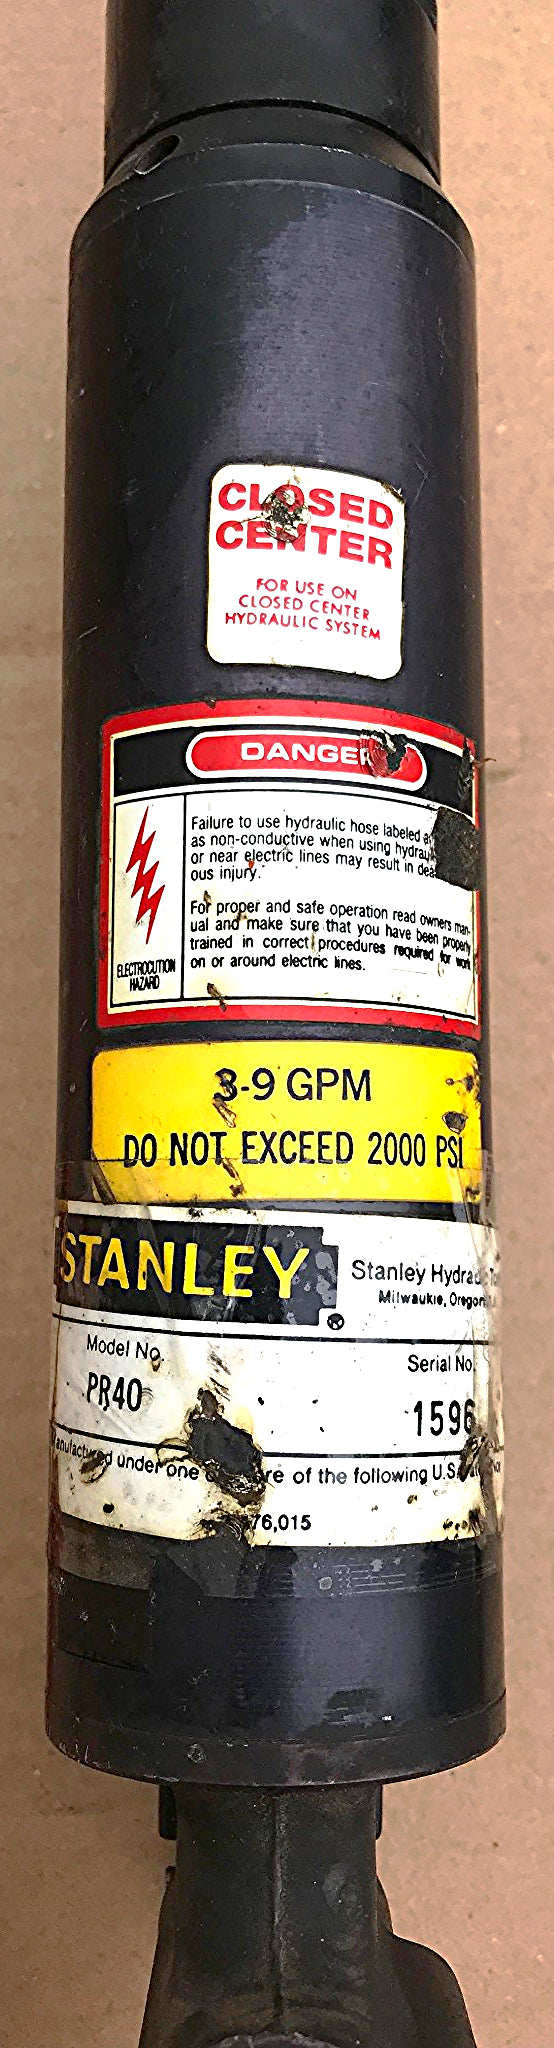 CLOSED
CENTER
FOR USE ON
CLOSED CENTER
HYDRAULIC SYSTEM
DANGER
Failure to use hydraulic hose labeled
as non-conductive when using
or near electric lines may result in
ous injury.
For proper and safe operation read owners man-
ual and make sure that you have been properly
trained in correct procedures required for work
on or around electric lines.
ELECTROCUTION
HAZARD
3-9 GPM
DO NOT EXCEED 2000 PSI
STANLEY ®
Stanley
Milwaukie, Oregon
Model No.
PR40
Serial No.
1596
under one of the following U.S.
76,015